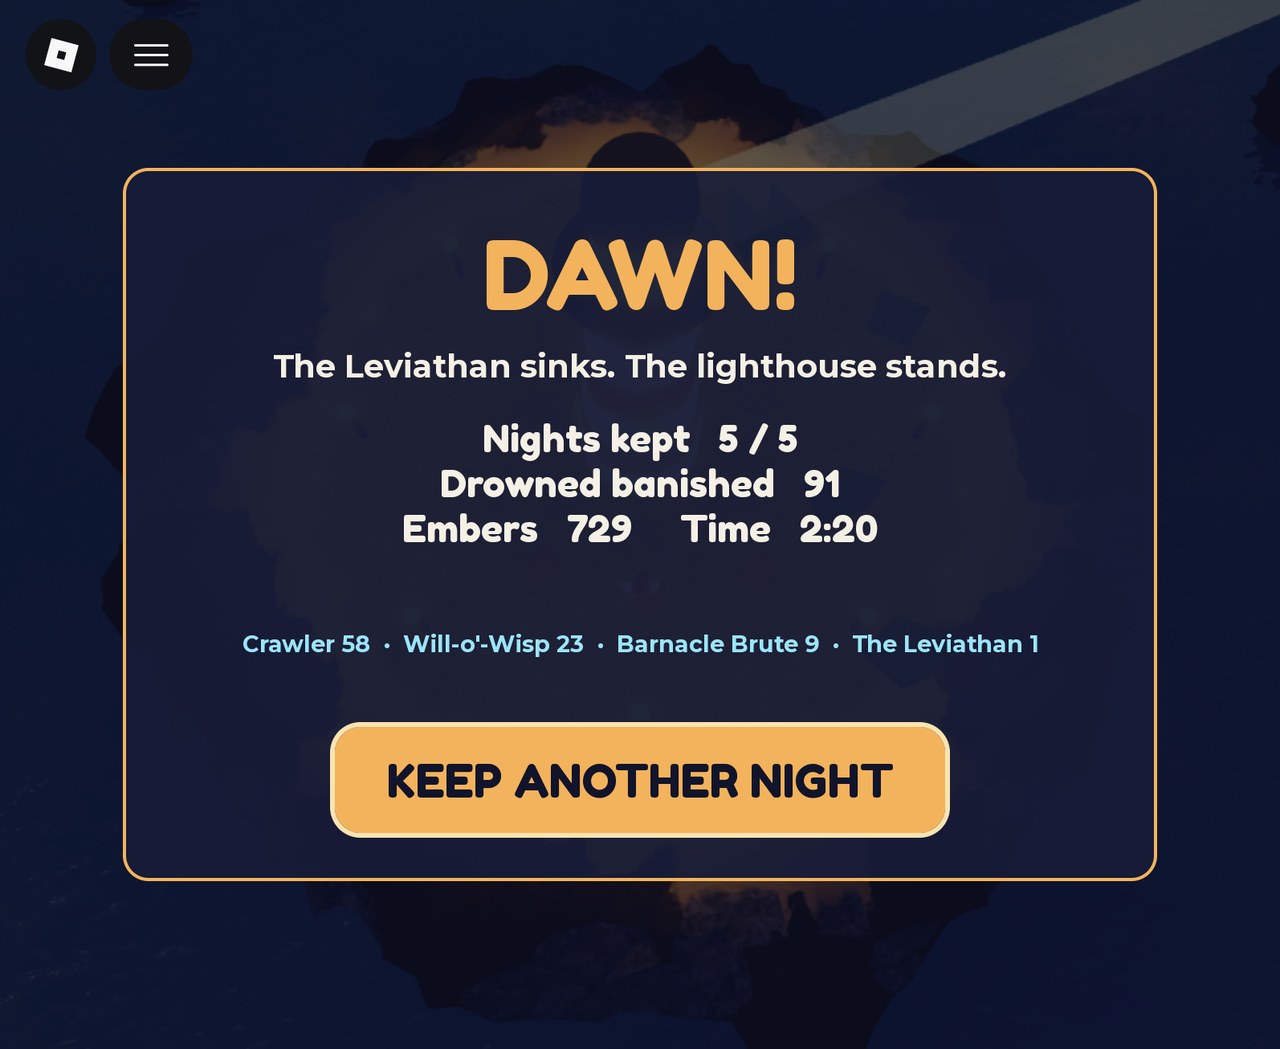 DAWN!
The Leviathan sinks. The lighthouse stands.
Nights kept 5 / 5
Drowned banished 91
Embers 729 Time 2:20
Crawler 58 · Will-o'-Wisp 23 · Barnacle Brute 9 · The Leviathan 1
KEEP ANOTHER NIGHT